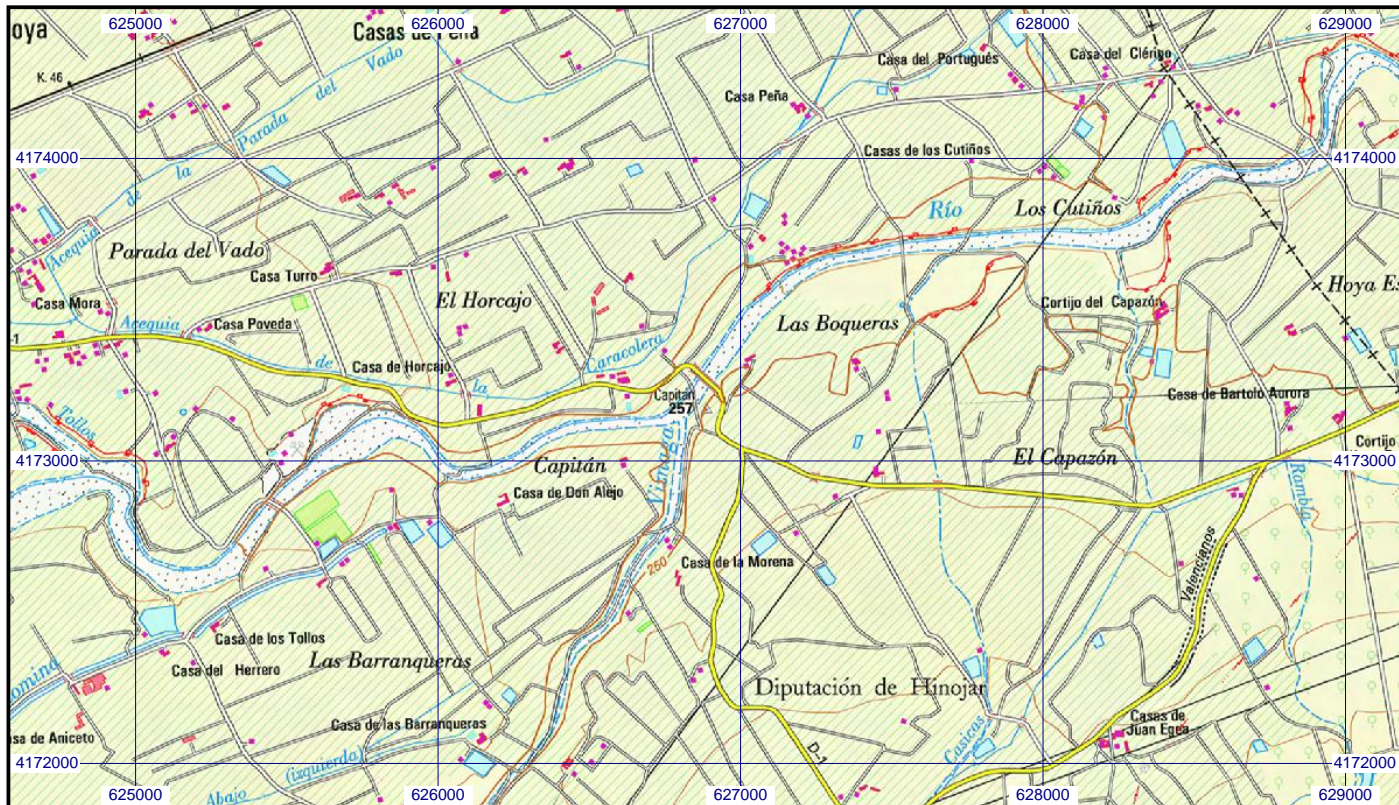 625000
626000
627000
628000
629000
oya
Casas de Peña
K. 46
Vado
del
Parada
la
de
Acequia
Casa del Portugués
Casa del Clérigo
Casa Peña
Casas de los Cutiños
4174000
4174000
Río
Los Cutiños
Parada del Vado
Casa Turro
El Horcajo
Hoya Es
Casa Mora
Cortijo del Capazón
Acequia
Casa Poveda
Las Boqueras
-1
de
Casa de Horcajo
la
Caracolera
Capitán
257
Casa de Bartolo Aurora
Tollos
Cortijo
4173000
4173000
Capitán
El Capazón
Casa de Don Alejo
Rambla
Valencianos
250
Casa de la Morena
Casa de los Tollos
Casa del Herrero
Las Barranqueras
omina
Diputación de Hinojar
Casa de las Barranqueras
Casas de
Juan Egea
sa de Aniceto
Casicas
D-1
4172000
4172000
(izquierdo)
Abajo
625000
626000
627000
628000
629000